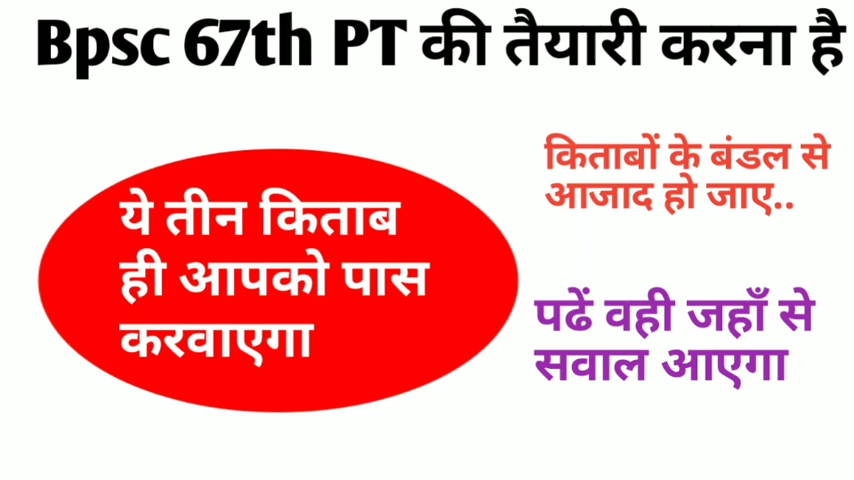 Bpsc 67th PT की तैयारी करना है
ये तीन किताब
ही आपको पास
करवाएगा
किताबों के बंडल से
आजाद हो जाए..
पढें वही जहाँ से
सवाल आएगा